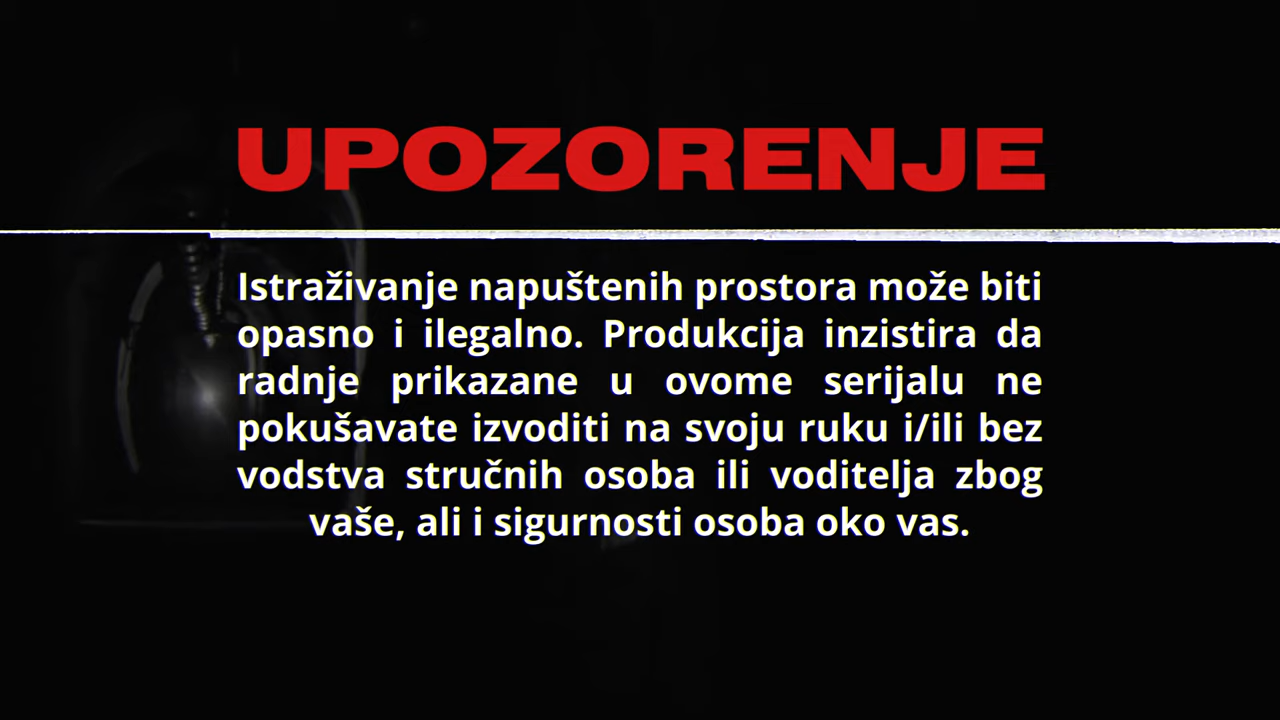 UPOZORENJE
Istraživanje napuštenih prostora može biti
opasno i ilegalno. Produkcija inzistira da
radnje prikazane u ovome serijalu ne
pokušavate izvoditi na svoju ruku i/ili bez
vodstva stručnih osoba ili voditelja zbog
vaše, ali i sigurnosti osoba oko vas.